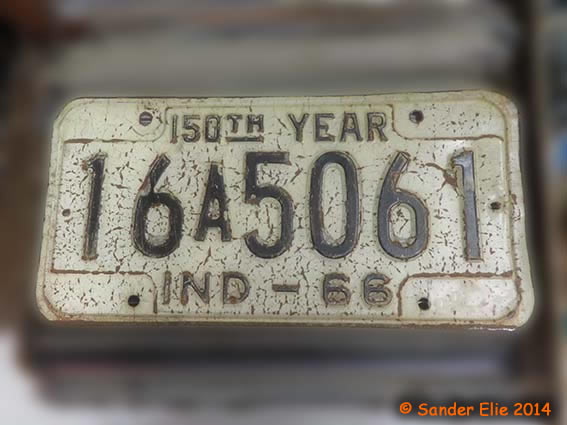 150TH YEAR
16A5061
IND - 66
© Sander Elie 2014